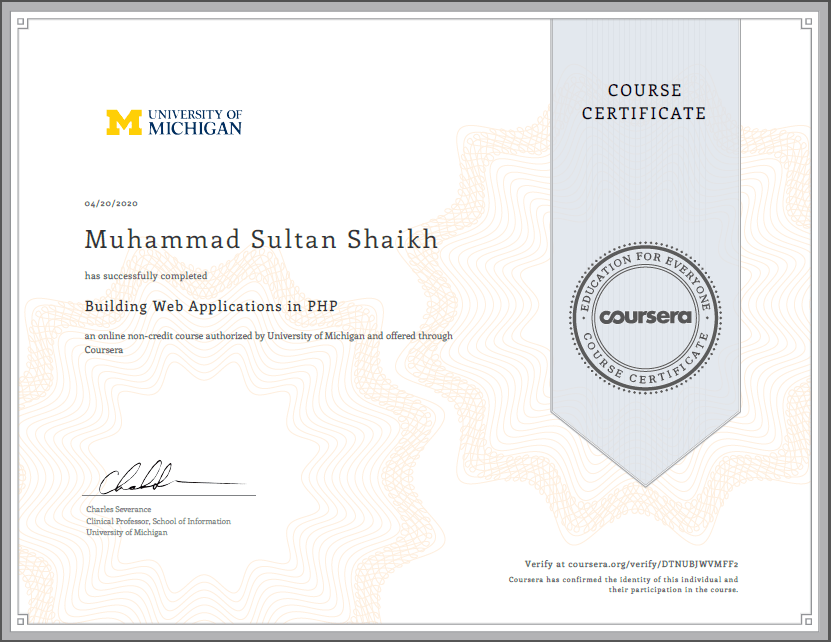 UNIVERSITY OF
MICHIGAN
COURSE
CERTIFICATE
04/20/2020
Muhammad Sultan Shaikh
has successfully completed
Building Web Applications in PHP
an online non-credit course authorized by University of Michigan and offered through
Coursera
EDUCATION FOR EVERYONE
coursera
COURSE CERTIFICATE
Charles Severance
Clinical Professor, School of Information
University of Michigan
Verify at coursera.org/verify/DTNUBJWVMFF2
Coursera has confirmed the identity of this individual and
their participation in the course.